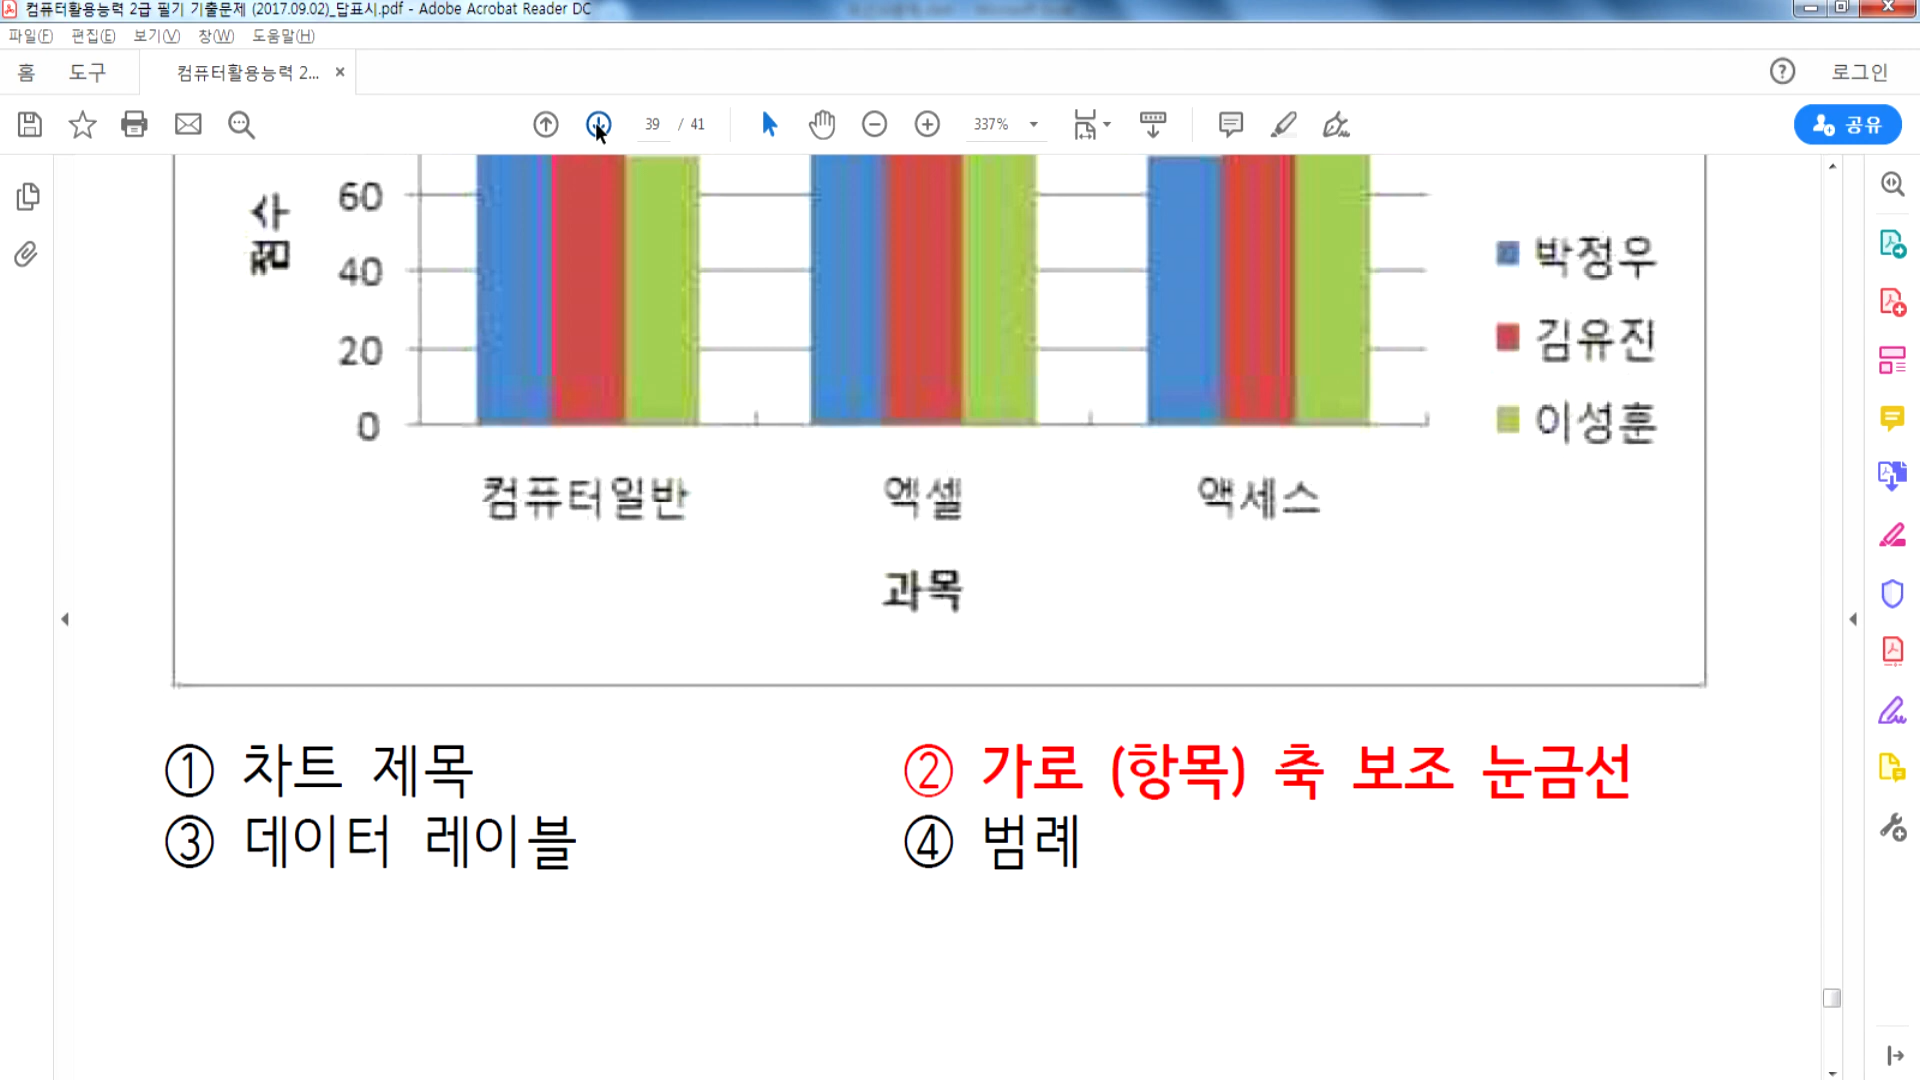 컴퓨터활용능력 2급 필기 기출문제 (2017.09.02)_답표시.pdf - Adobe Acrobat Reader DC
파일(F) 편집(E) 보기(V) 창(W) 도움말(H)
홈 도구 컴퓨터활용능력 2... × 로그인
39 / 41 337% 공유
60
점수
40
20
0
박정우
김유진
이성훈
컴퓨터일반 엑셀 액세스
과목
① 차트 제목 ② 가로 (항목) 축 보조 눈금선
③ 데이터 레이블 ④ 범례